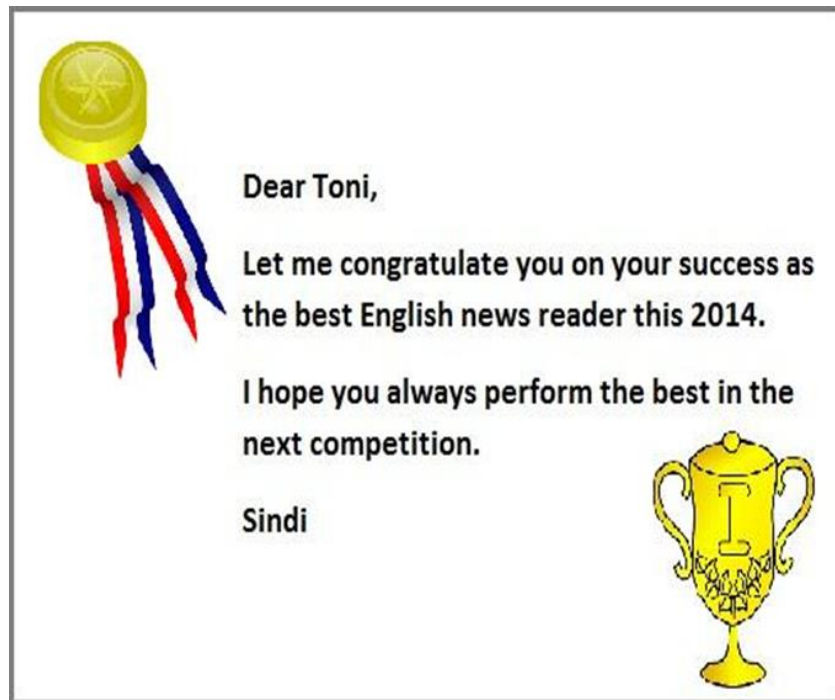 Dear Toni,
Let me congratulate you on your success as
the best English news reader this 2014.
I hope you always perform the best in the
next competition.
Sindi
I